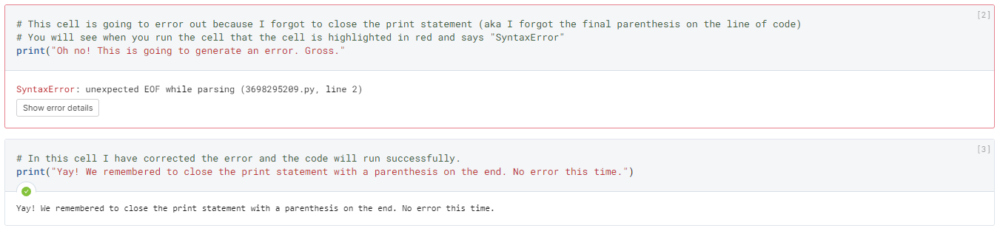 [2]
# This cell is going to error out because I forgot to close the print statement (aka I forgot the final parenthesis on the line of code)
# You will see when you run the cell that the cell is highlighted in red and says "SyntaxError"
print("Oh no! This is going to generate an error. Gross."
SyntaxError: unexpected EOF while parsing (3698295209.py, line 2)
Show error details
[3]
# In this cell I have corrected the error and the code will run successfully.
print("Yay! We remembered to close the print statement with a parenthesis on the end. No error this time.")
Yay! We remembered to close the print statement with a parenthesis on the end. No error this time.